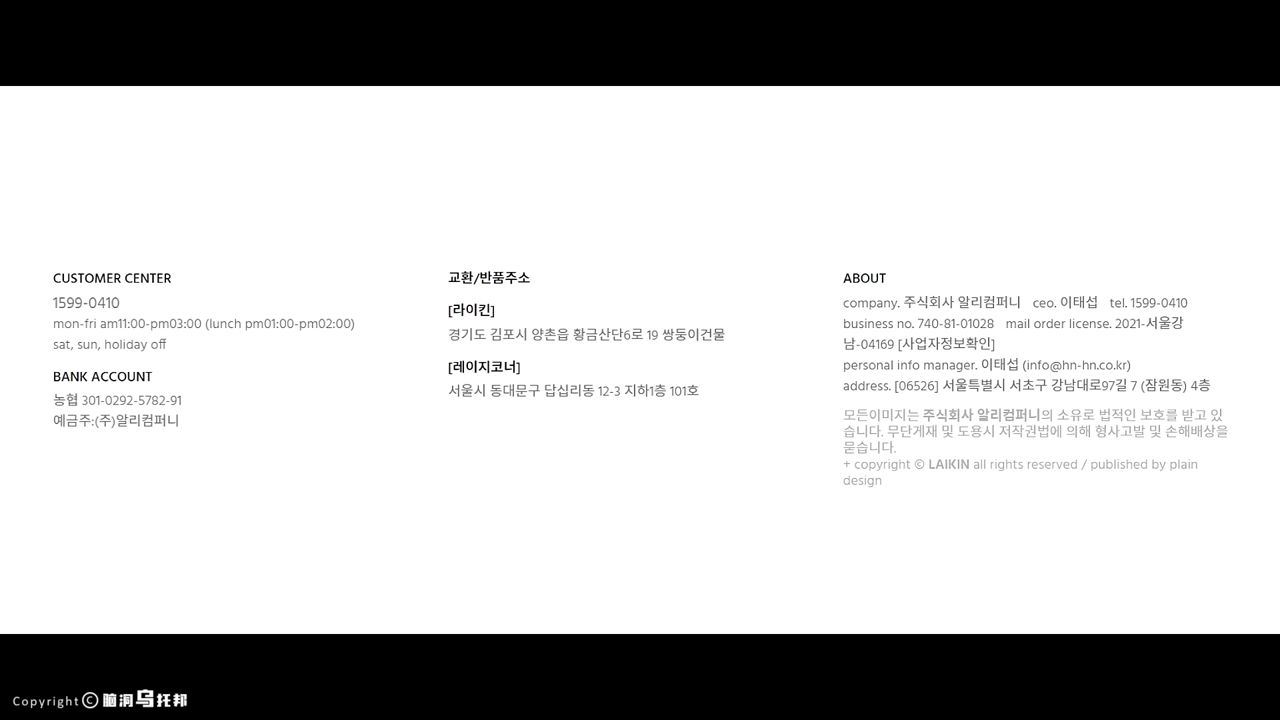 CUSTOMER CENTER
1599-0410
mon-fri am11:00-pm03:00 (lunch pm01:00-pm02:00)
sat, sun, holiday off
BANK ACCOUNT
농협 301-0292-5782-91
예금주:(주)알리컴퍼니
교환/반품주소
[라이킨]
경기도 김포시 양촌읍 황금산단6로 19 쌍둥이건물
[레이지코너]
서울시 동대문구 답십리동 12-3 지하1층 101호
ABOUT
company. 주식회사 알리컴퍼니 ceo. 이태섭 tel. 1599-0410
business no. 740-81-01028 mail order license. 2021-서울강
남-04169 [사업자정보확인]
personal info manager. 이태섭 (info@hn-hn.co.kr)
address. [06526] 서울특별시 서초구 강남대로97길 7 (잠원동) 4층
모든이미지는 주식회사 알리컴퍼니의 소유로 법적인 보호를 받고 있
습니다. 무단게재 및 도용시 저작권법에 의해 형사고발 및 손해배상을
묻습니다.
+ copyright © LAIKIN all rights reserved / published by plain
design
Copyright © 脑洞乌托邦